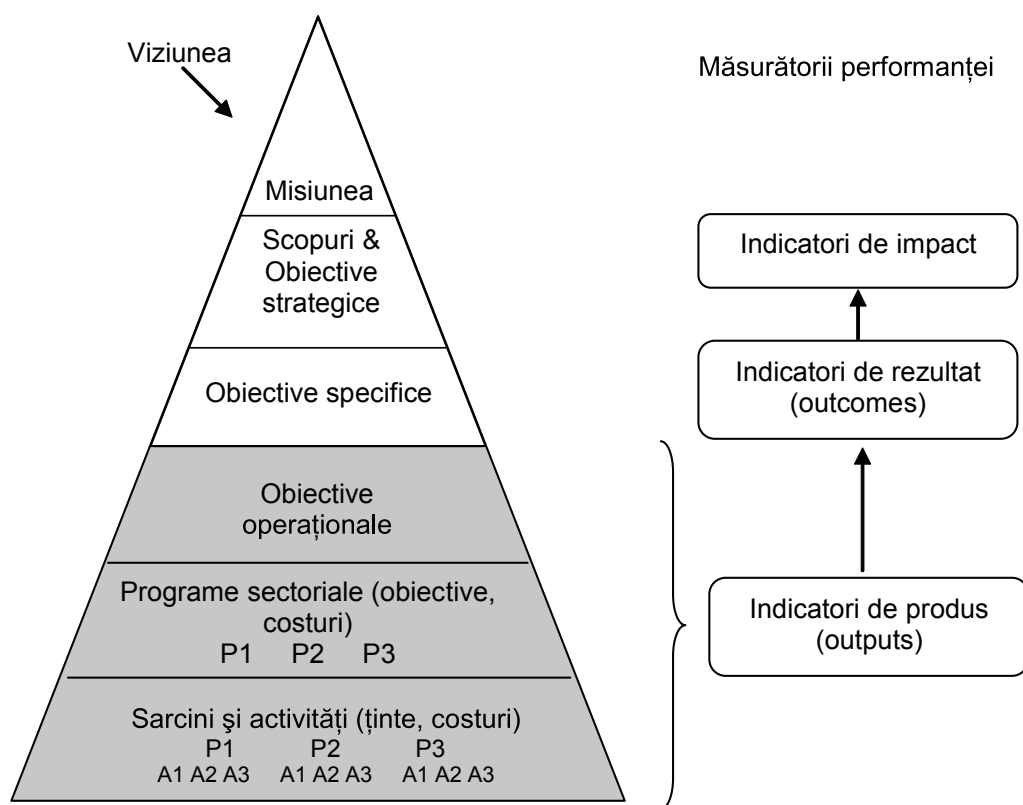 Viziunea
Măsurătorii performanței
Misiunea
Scopuri &
Obiective
strategice
Obiective specifice
Obiective
operaționale
Programe sectoriale (obiective,
costuri)
P1 P2 P3
Sarcini şi activități (ținte, costuri)
P1 P2 P3
A1 A2 A3 A1 A2 A3 A1 A2 A3
Indicatori de impact
Indicatori de rezultat
(outcomes)
Indicatori de produs
(outputs)